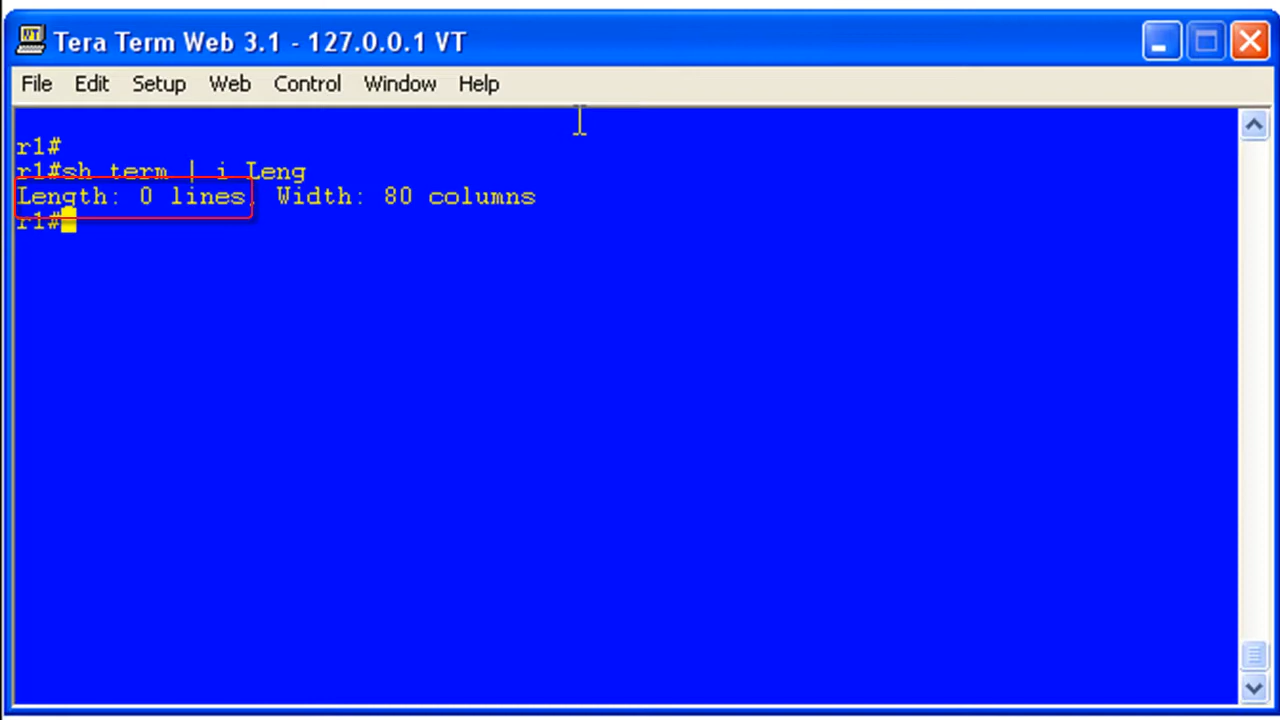 VT
Tera Term Web 3.1 - 127.0.0.1 VT
File Edit Setup Web Control Window Help
r1#
r1#sh term | i Leng
Length: 0 lines, Width: 80 columns
r1#